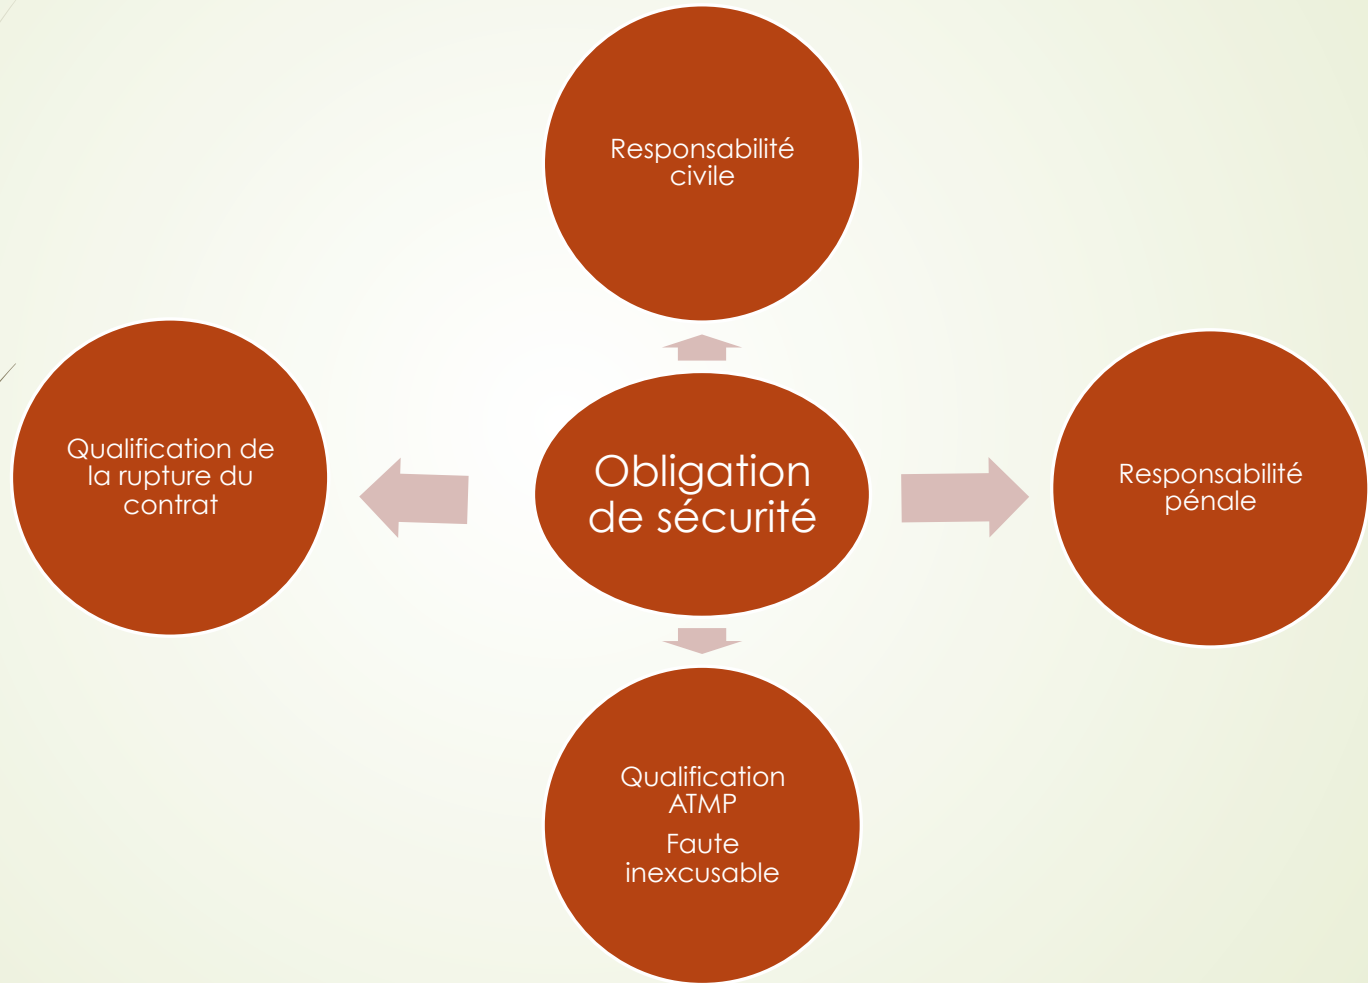 Responsabilité
civile
Qualification de
la rupture du
contrat
Obligation
de sécurité
Responsabilité
pénale
Qualification
ATMP
Faute
inexcusable